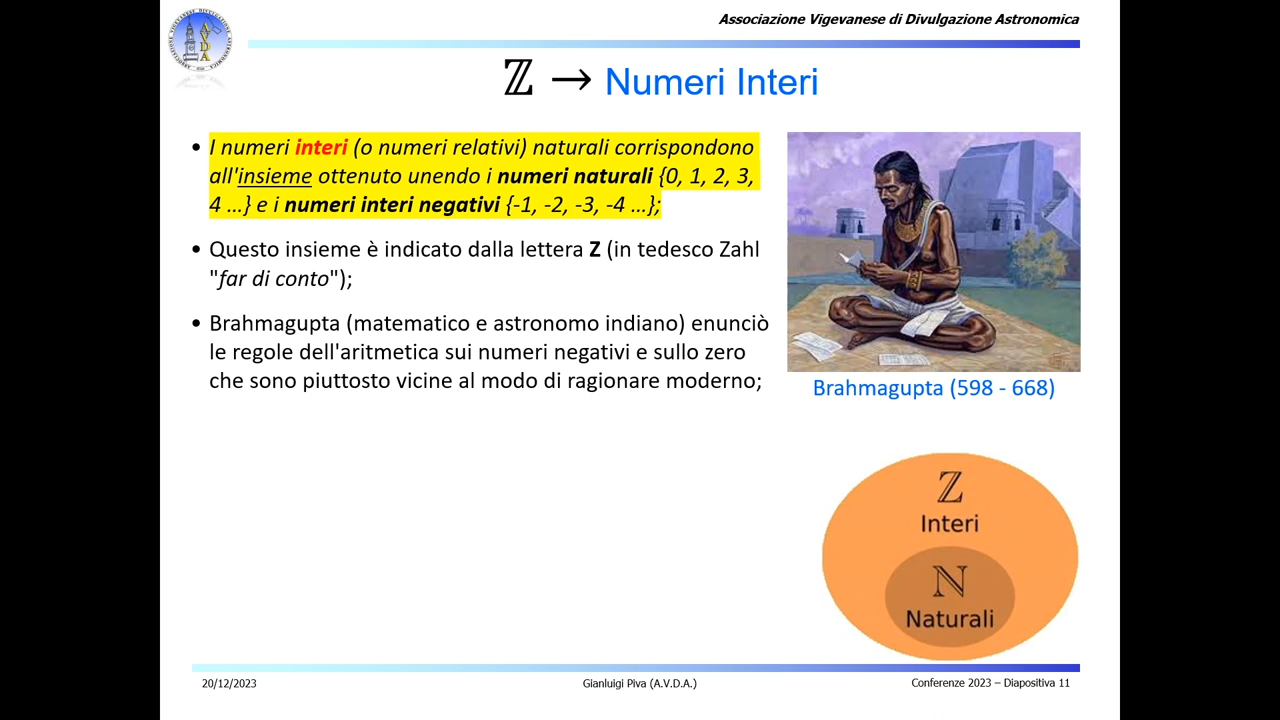 Associazione Vigevanese di Divulgazione Astronomica
A.V.D.A.
ℤ → Numeri Interi
• I numeri interi (o numeri relativi) naturali corrispondono
all'insieme ottenuto unendo i numeri naturali {0, 1, 2, 3,
4 …} e i numeri interi negativi {-1, -2, -3, -4 …};
• Questo insieme è indicato dalla lettera Z (in tedesco Zahl
"far di conto");
• Brahmagupta (matematico e astronomo indiano) enunciò
le regole dell'aritmetica sui numeri negativi e sullo zero
che sono piuttosto vicine al modo di ragionare moderno;
Brahmagupta (598 - 668)
ℤ
Interi
ℕ
Naturali
20/12/2023
Gianluigi Piva (A.V.D.A.)
Conferenze 2023 – Diapositiva 11